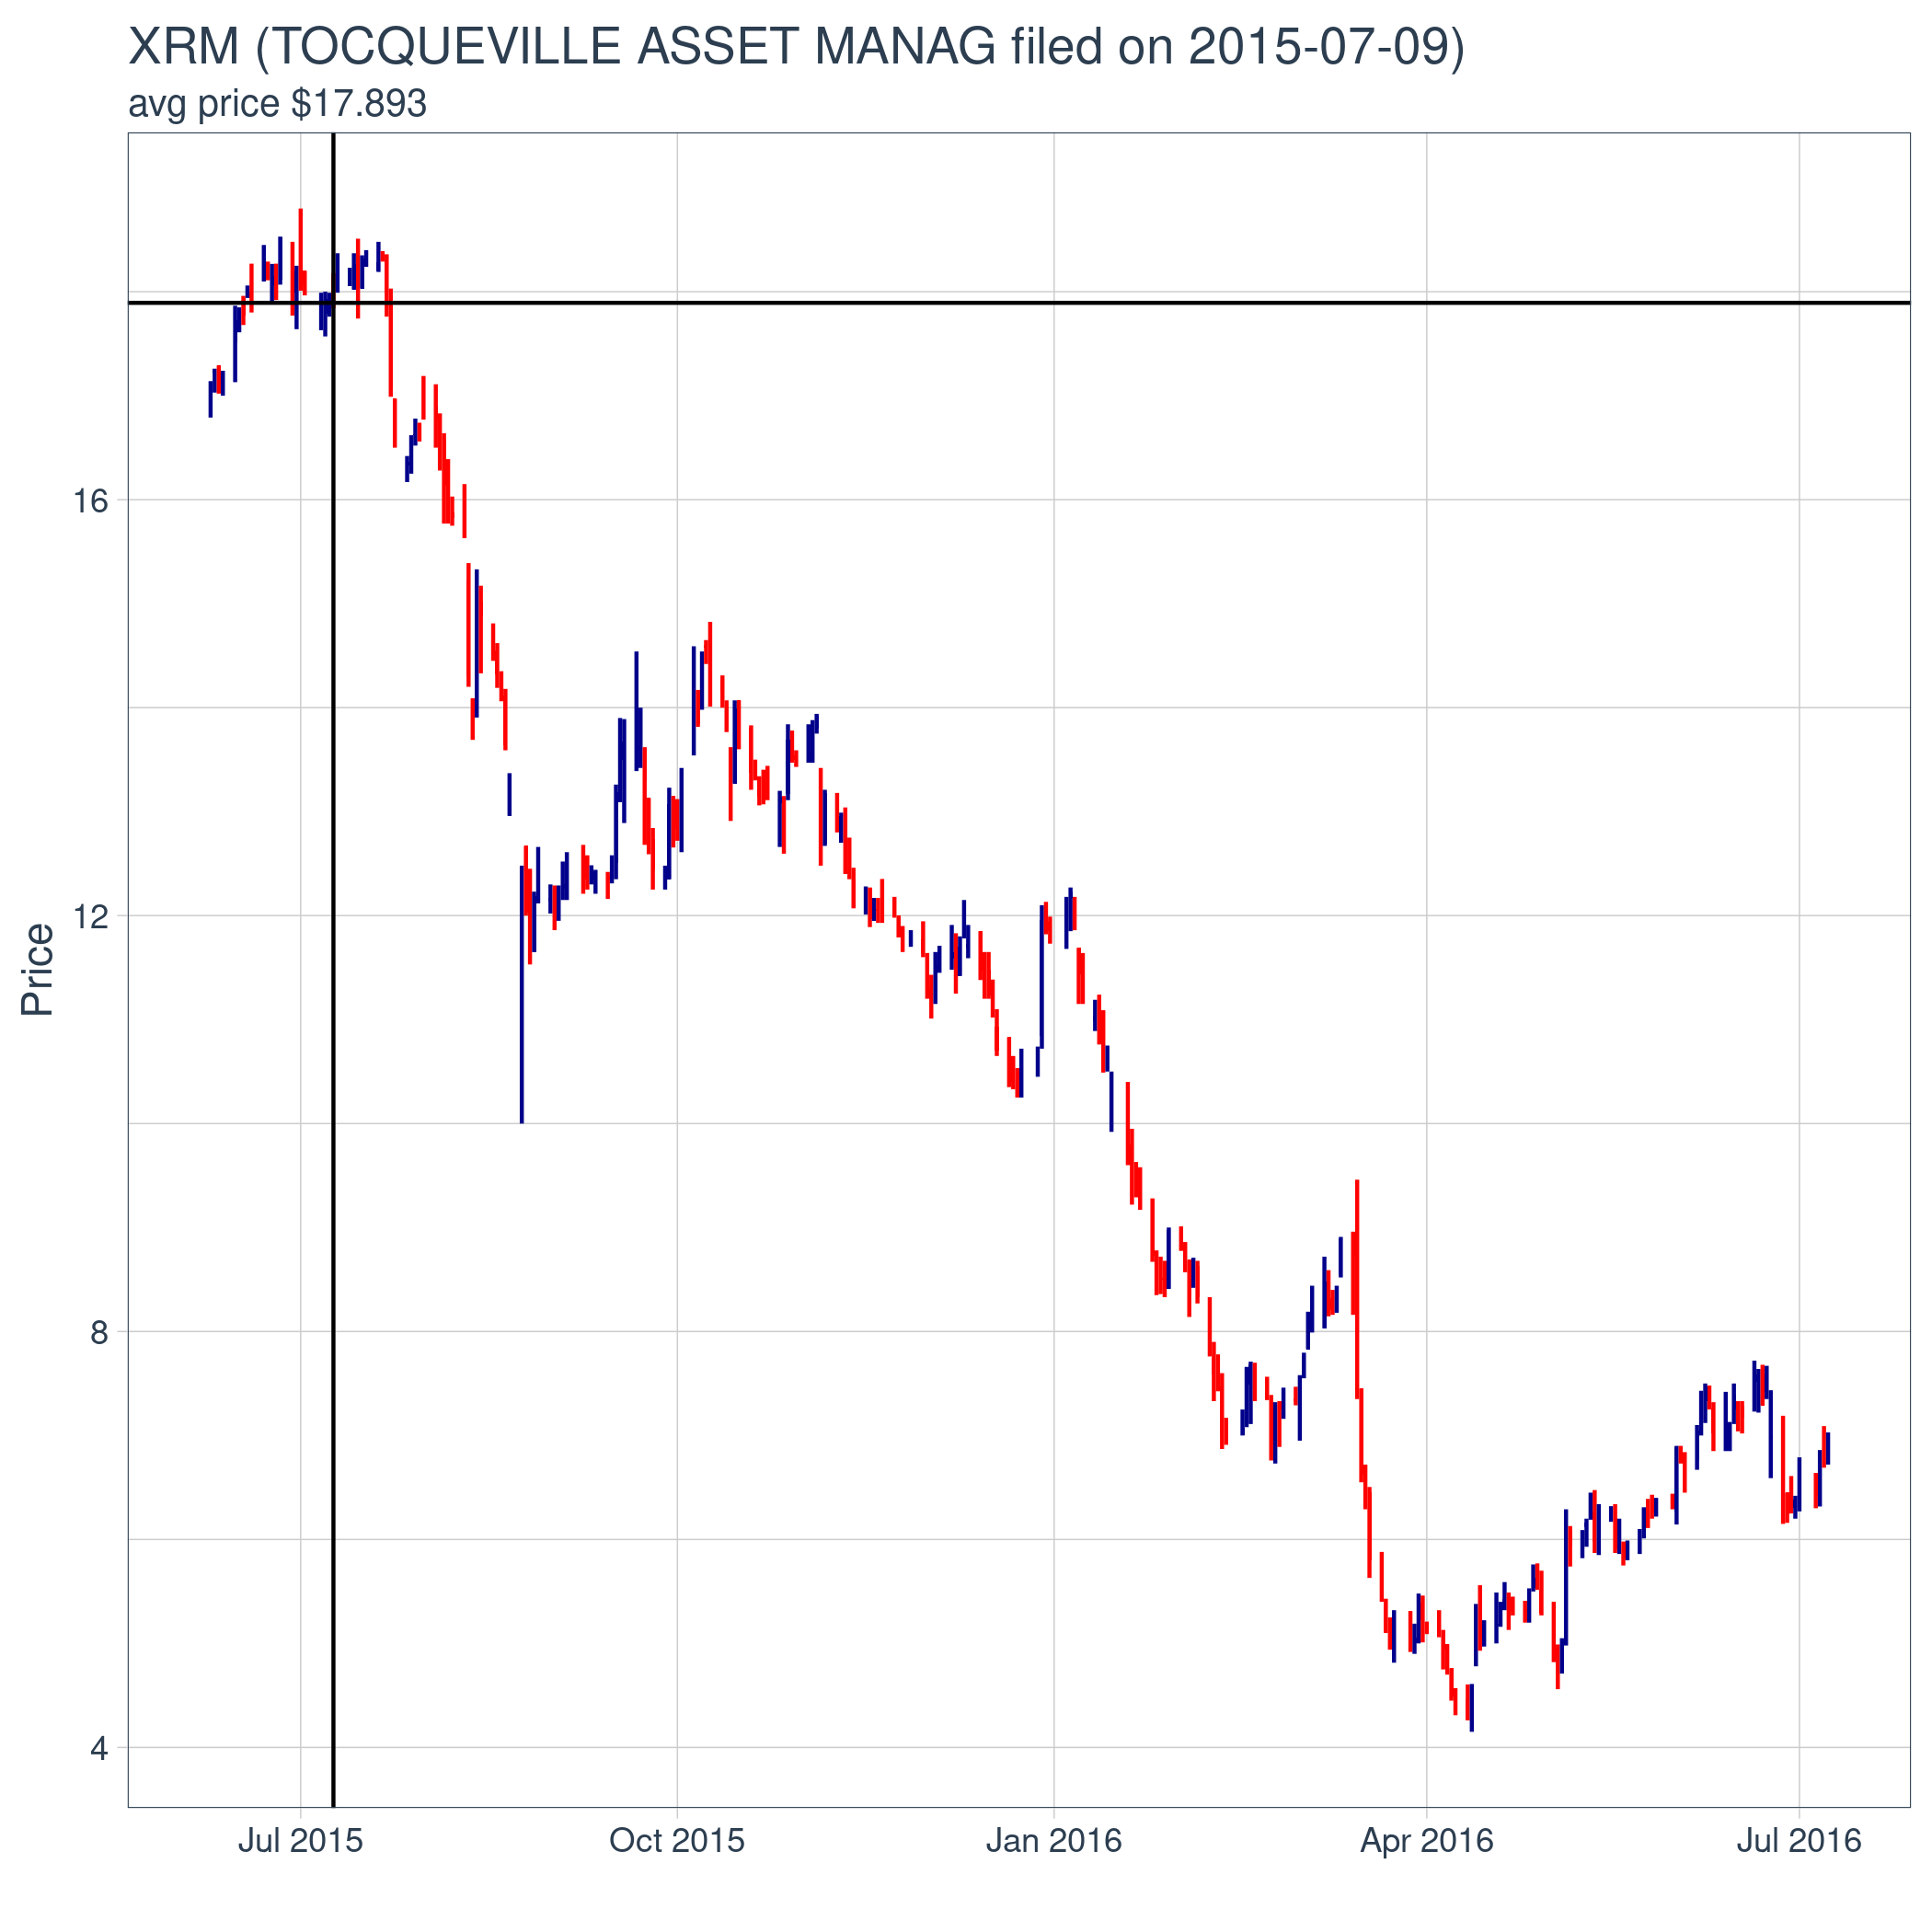 XRM (TOCQUEVILLE ASSET MANAG filed on 2015-07-09)
avg price $17.893
Price
16
12
8
4
Jul 2015
Oct 2015
Jan 2016
Apr 2016
Jul 2016